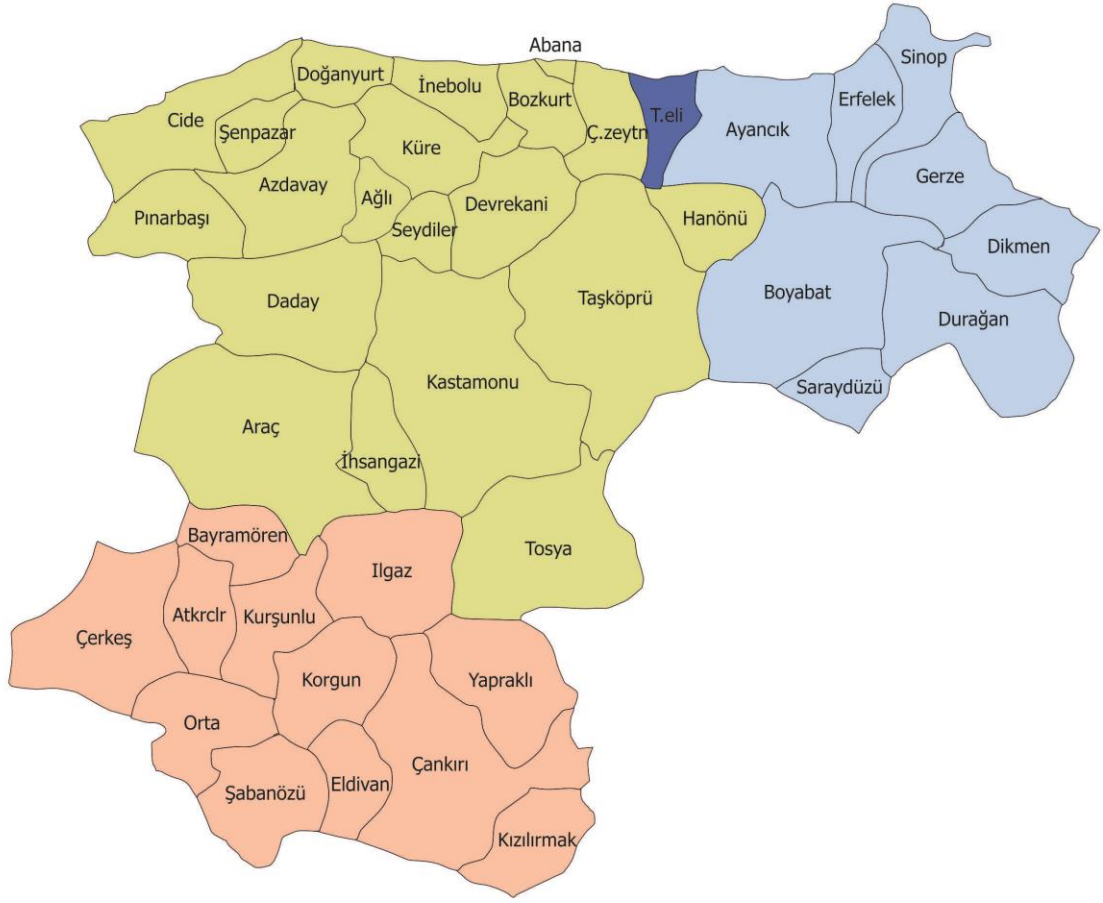 Abana
Sinop
Doğanyurt
İnebolu
Bozkurt
Erfelek
T.eli
Cide
Şenpazar
Küre
Ç.zeytn
Ayancık
Gerze
Azdavay
Ağlı
Devrekani
Hanönü
Pınarbaşı
Seydiler
Dikmen
Daday
Taşköprü
Boyabat
Durağan
Kastamonu
Saraydüzü
Araç
İhsangazi
Bayramören
Tosya
Ilgaz
Atkrclr
Kurşunlu
Çerkeş
Korgun
Yapraklı
Orta
Çankırı
Şabanözü
Eldivan
Kızılırmak